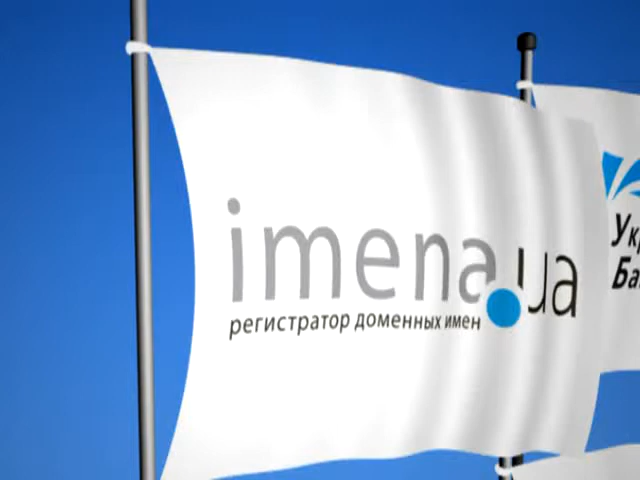 imena.ua
регистратор доменных имен